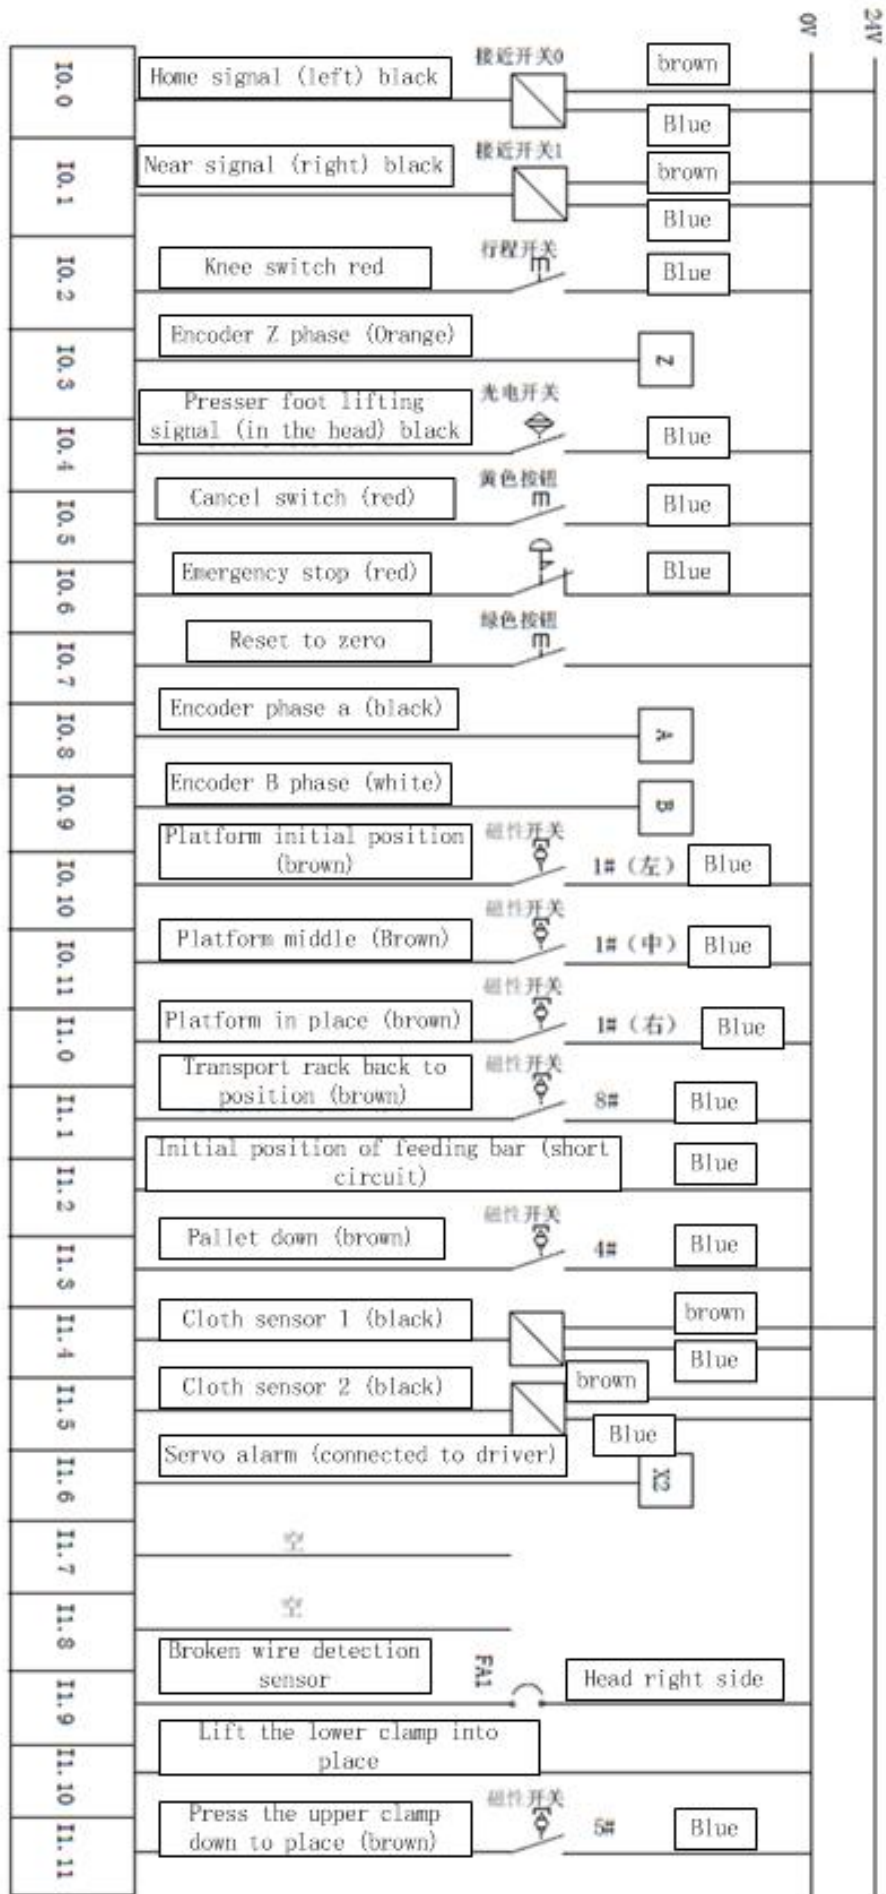 0V
24V
I0.0
Home signal (left) black
接近开关0
brown
Blue
I0.1
Near signal (right) black
接近开关1
brown
Blue
I0.2
Knee switch red
行程开关
Blue
I0.3
Encoder Z phase (Orange)
Z
I0.4
Presser foot lifting
signal (in the head) black
光电开关
Blue
I0.5
Cancel switch (red)
黄色按钮
Blue
I0.6
Emergency stop (red)
Blue
I0.7
Reset to zero
绿色按钮
I0.8
Encoder phase a (black)
A
I0.9
Encoder B phase (white)
B
I0.10
Platform initial position
(brown)
磁性开关
1#（左）
Blue
I0.11
Platform middle (Brown)
磁性开关
1#（中）
Blue
I1.0
Platform in place (brown)
磁性开关
1#（右）
Blue
I1.1
Transport rack back to
position (brown)
磁性开关
8#
Blue
I1.2
Initial position of feeding bar (short
circuit)
Blue
I1.3
Pallet down (brown)
磁性开关
4#
Blue
I1.4
Cloth sensor 1 (black)
brown
Blue
I1.5
Cloth sensor 2 (black)
brown
Blue
I1.6
Servo alarm (connected to driver)
X2
I1.7
空
I1.8
空
I1.9
Broken wire detection
sensor
FA1
Head right side
I1.10
Lift the lower clamp into
place
I1.11
Press the upper clamp
down to place (brown)
磁性开关
5#
Blue